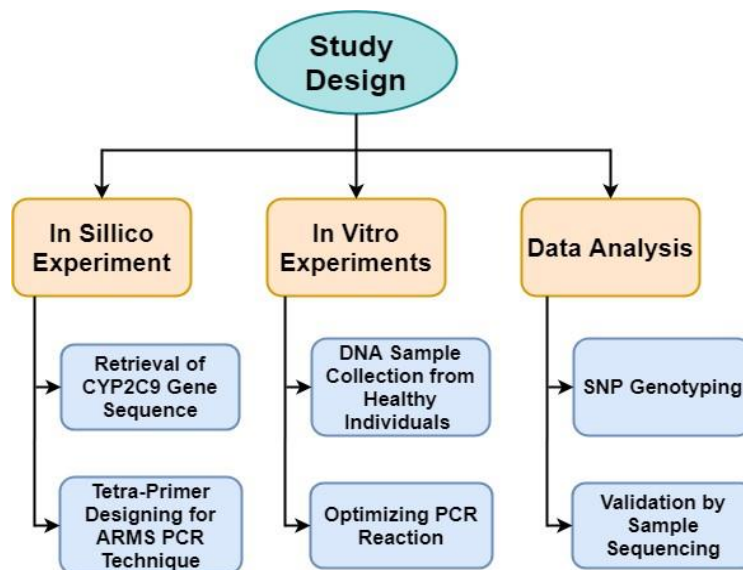 Study
Design
In Sillico
Experiment
In Vitro
Experiments
Data Analysis
Retrieval of
CYP2C9 Gene
Sequence
DNA Sample
Collection from
Healthy
Individuals
SNP Genotyping
Tetra-Primer
Designing for
ARMS PCR
Technique
Optimizing PCR
Reaction
Validation by
Sample
Sequencing